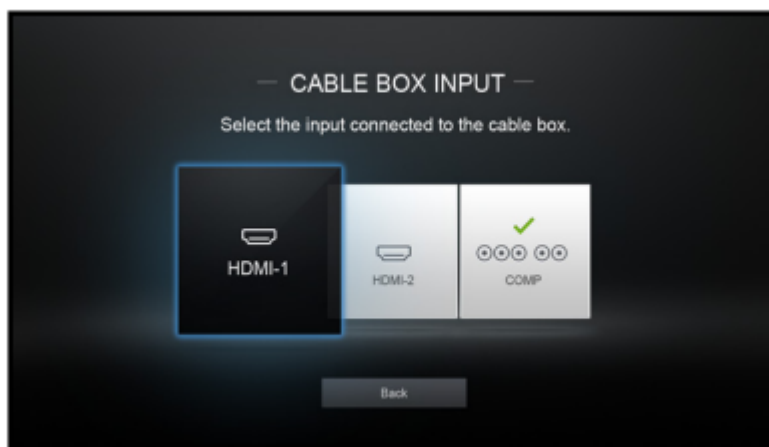 CABLE BOX INPUT
Select the input connected to the cable box.
HDMI-1
HDMI-2
COMP
Back